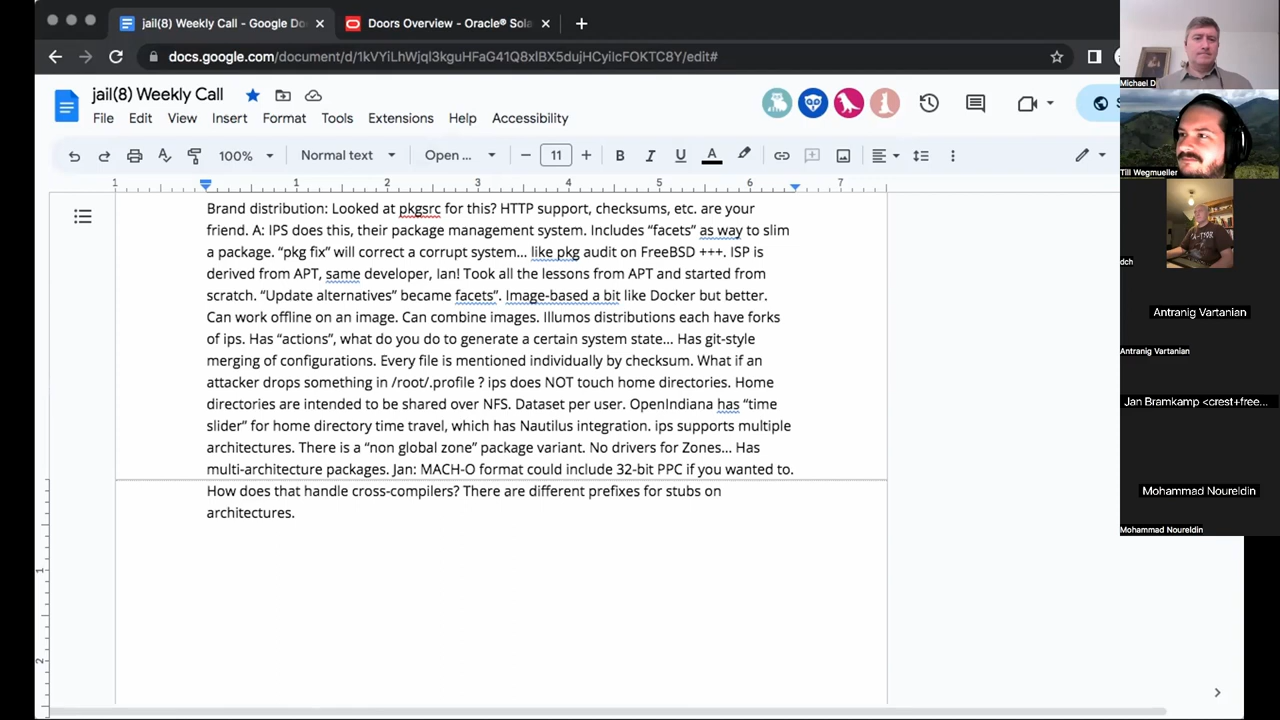 jail(8) Weekly Call - Google Do
Doors Overview - Oracle® Sola
docs.google.com/document/d/1kVYiLhWjqI3kguHFaG41Q8xIBX5dujHCyiIcFOKTC8Y/edit#
jail(8) Weekly Call
File Edit View Insert Format Tools Extensions Help Accessibility
100% Normal text Open ... 11 B I U A
1 1 2 3 4 5 6 7
Brand distribution: Looked at pkgsrc for this? HTTP support, checksums, etc. are your
friend. A: IPS does this, their package management system. Includes “facets” as way to slim
a package. “pkg fix” will correct a corrupt system... like pkg audit on FreeBSD +++. ISP is
derived from APT, same developer, Ian! Took all the lessons from APT and started from
scratch. “Update alternatives” became facets”. Image-based a bit like Docker but better.
Can work offline on an image. Can combine images. Illumos distributions each have forks
of ips. Has “actions”, what do you do to generate a certain system state... Has git-style
merging of configurations. Every file is mentioned individually by checksum. What if an
attacker drops something in /root/.profile ? ips does NOT touch home directories. Home
directories are intended to be shared over NFS. Dataset per user. OpenIndiana has “time
slider” for home directory time travel, which has Nautilus integration. ips supports multiple
architectures. There is a “non global zone” package variant. No drivers for Zones... Has
multi-architecture packages. Jan: MACH-O format could include 32-bit PPC if you wanted to.
How does that handle cross-compilers? There are different prefixes for stubs on
architectures.
1
2
Michael D
Till Wegmueller
dch
Antranig Vartanian
Antranig Vartanian
Jan Bramkamp <crest+free...
Mohammad Noureldin
Mohammad Noureldin